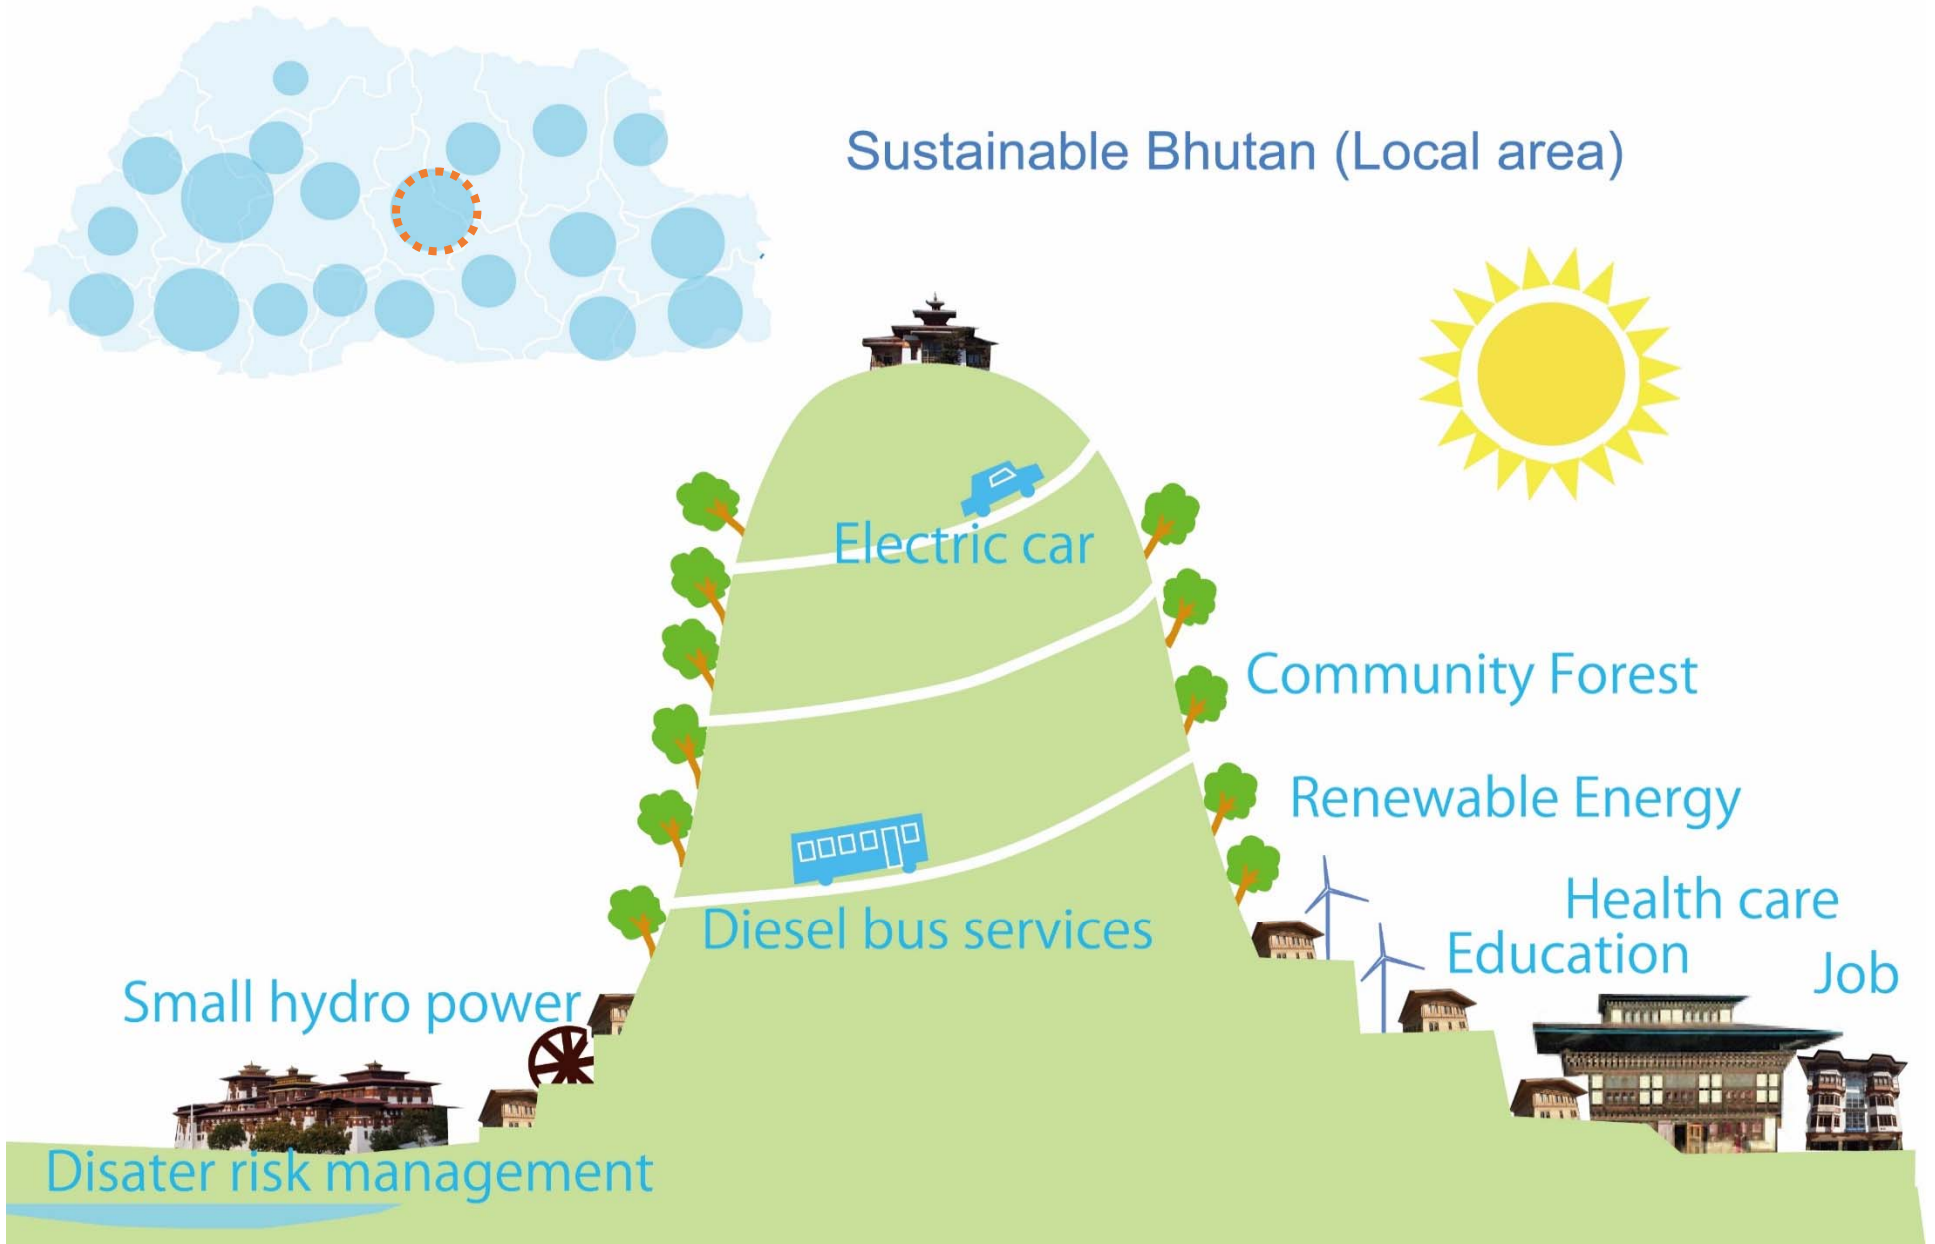 Sustainable Bhutan (Local area)
Electric car
Community Forest
Renewable Energy
Diesel bus services
Health care
Education
Job
Small hydro power
Disater risk management